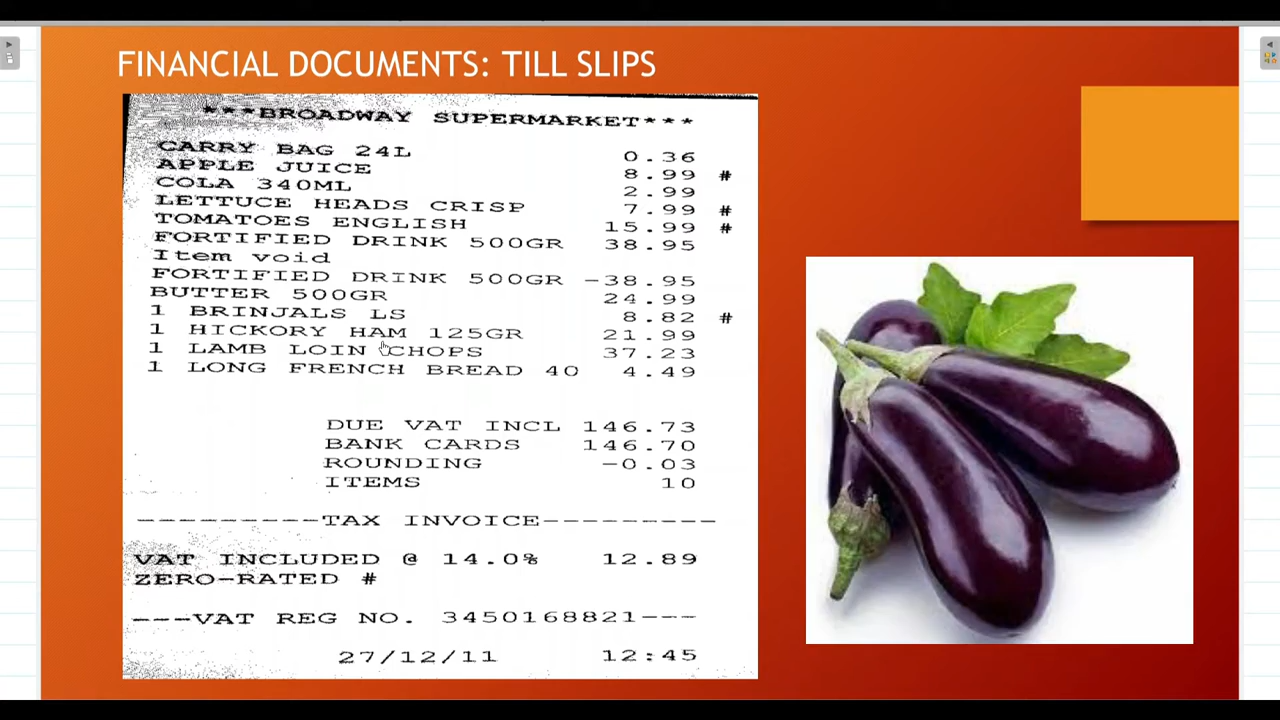 FINANCIAL DOCUMENTS: TILL SLIPS
***BROADWAY SUPERMARKET***
CARRY BAG 24L 0.36
APPLE JUICE 8.99 #
COLA 340ML 2.99
LETTUCE HEADS CRISP 7.99 #
TOMATOES ENGLISH 15.99 #
FORTIFIED DRINK 500GR 38.95
Item void
FORTIFIED DRINK 500GR -38.95
BUTTER 500GR 24.99
1 BRINJALS LS 8.82 #
1 HICKORY HAM 125GR 21.99
1 LAMB LOIN CHOPS 37.23
1 LONG FRENCH BREAD 40 4.49
DUE VAT INCL 146.73
BANK CARDS 146.70
ROUNDING -0.03
ITEMS 10
---------TAX INVOICE---------
VAT INCLUDED @ 14.0% 12.89
ZERO-RATED #
---VAT REG NO. 3450168821---
27/12/11 12:45